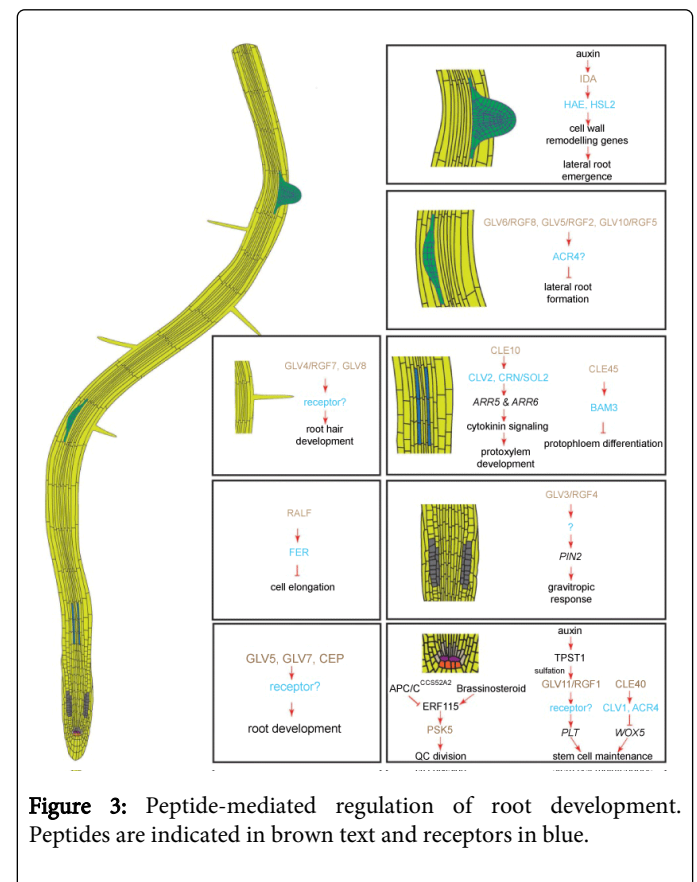 auxin
IDA
HAE, HSL2
cell wall
remodelling genes
lateral root
emergence
GLV6/RGF8, GLV5/RGF2, GLV10/RGF5
ACR4?
lateral root
formation
GLV4/RGF7, GLV8
receptor?
root hair
development
CLE10
CLV2, CRN/SOL2
ARR5 & ARR6
cytokinin signaling
protoxylem
development
CLE45
BAM3
protophloem differentiation
RALF
FER
cell elongation
GLV3/RGF4
?
PIN2
gravitropic
response
GLV5, GLV7, CEP
receptor?
root development
APC/C CCS52A2 Brassinosteroid
ERF115
PSK5
QC division
auxin
TPST1
sulfation
GLV11/RGF1 CLE40
receptor? CLV1, ACR4
PLT WOX5
stem cell maintenance
Figure 3: Peptide-mediated regulation of root development.
Peptides are indicated in brown text and receptors in blue.